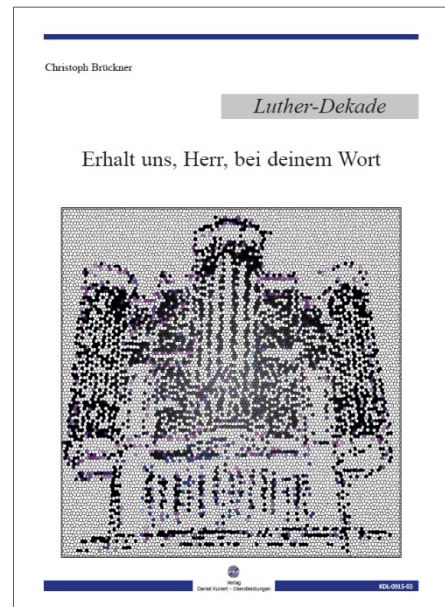 Christoph Brückner
Luther-Dekade
Erhalt uns, Herr, bei deinem Wort
Verlag
Daniel Kunert - Dienstleistungen
KDL-0915-03